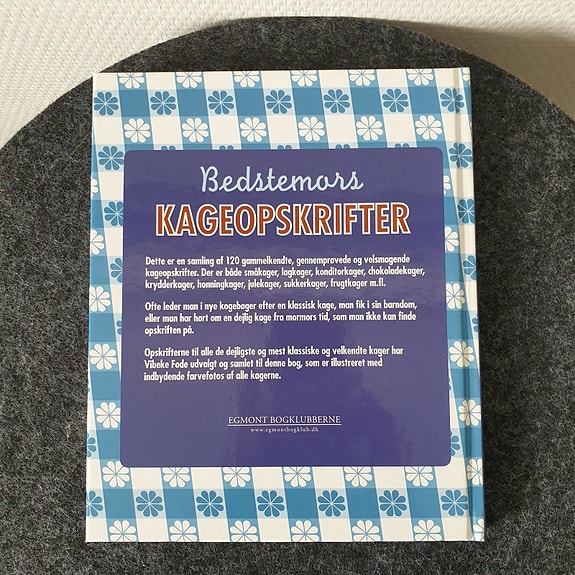 Bedstemors
KAGEOPSKRIFTER
Dette er en samling af 120 gammelkendte, gennemprøvede og velsmagende
kageopskrifter. Der er både småkager, lagkager, konditorkager, chokoladekager,
krydderkager, honningkager, julekager, sukkerkager, frugtkager m.fl.
Ofte leder man i nye kogebøger efter en klassisk kage, man fik i sin barndom,
eller man har hørt om en dejlig kage fra mormors tid, som man ikke kan finde
opskriften på.
Opskrifterne til alle de dejligste og mest klassiske og velkendte kager har
Vibeke Fode udvalgt og samlet til denne bog, som er illustreret med
indbydende farvefotos af alle kagerne.
EGMONT BOGKLUBBERNE
www.egmontbogklub.dk